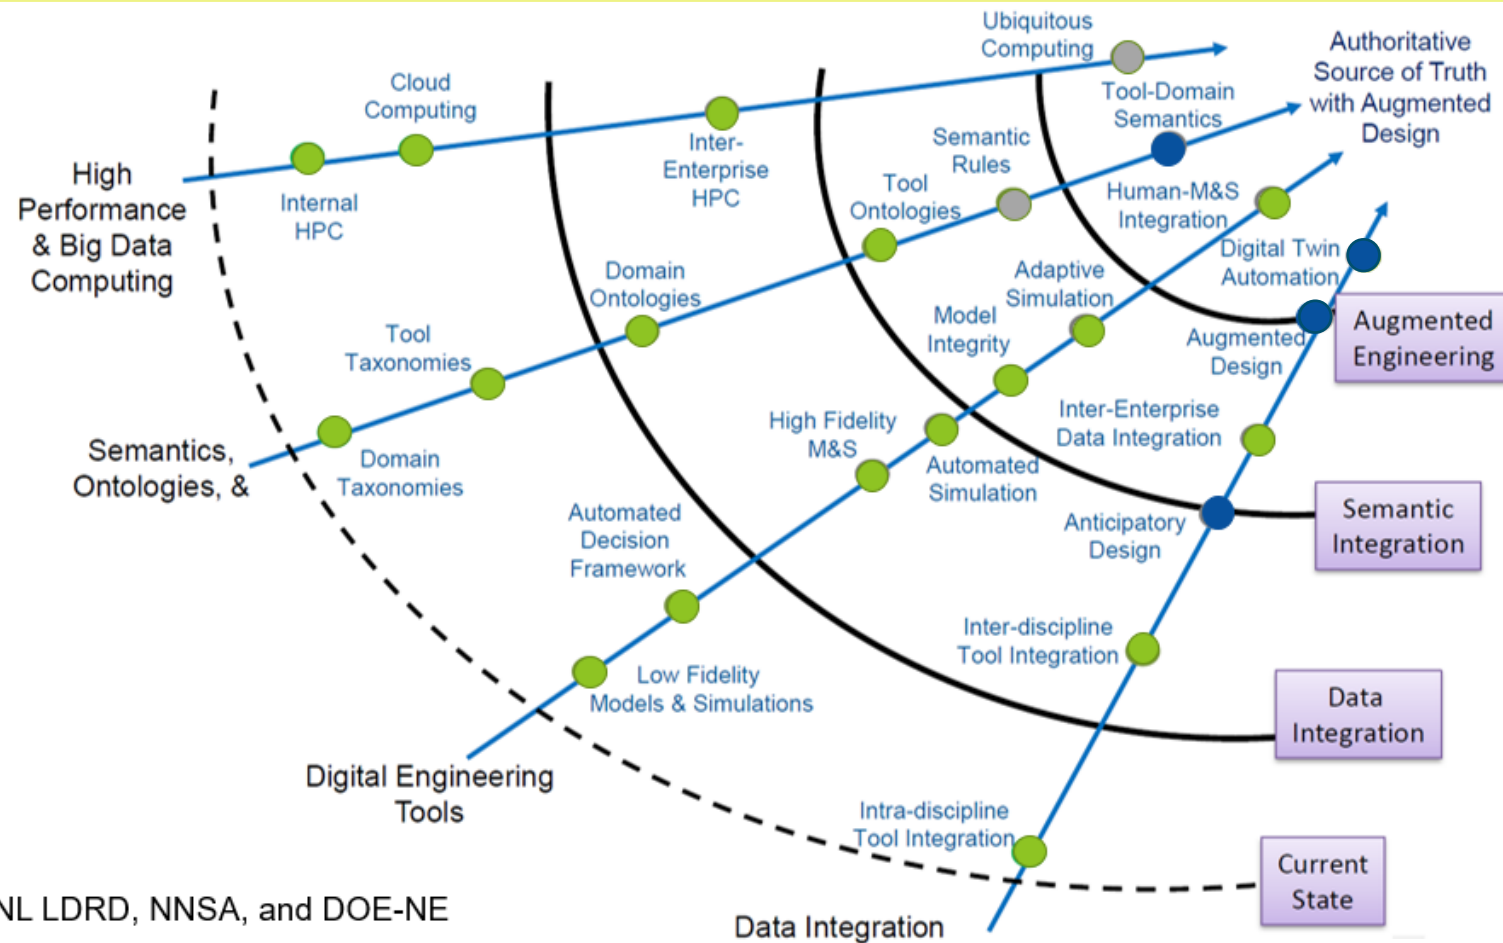 Ubiquitous
Computing
Authoritative
Source of Truth
with Augmented
Design
Cloud
Computing
Tool-Domain
Semantics
Inter-
Enterprise
HPC
Semantic
Rules
High
Performance
& Big Data
Computing
Internal
HPC
Tool
Ontologies
Human-M&S
Integration
Digital Twin
Automation
Domain
Ontologies
Adaptive
Simulation
Model
Integrity
Augmented
Design
Augmented
Engineering
Tool
Taxonomies
Semantics,
Ontologies, &
Domain
Taxonomies
High Fidelity
M&S
Automated
Simulation
Inter-Enterprise
Data Integration
Anticipatory
Design
Semantic
Integration
Automated
Decision
Framework
Low Fidelity
Models & Simulations
Inter-discipline
Tool Integration
Data
Integration
Digital Engineering
Tools
Intra-discipline
Tool Integration
Current
State
NL LDRD, NNSA, and DOE-NE
Data Integration